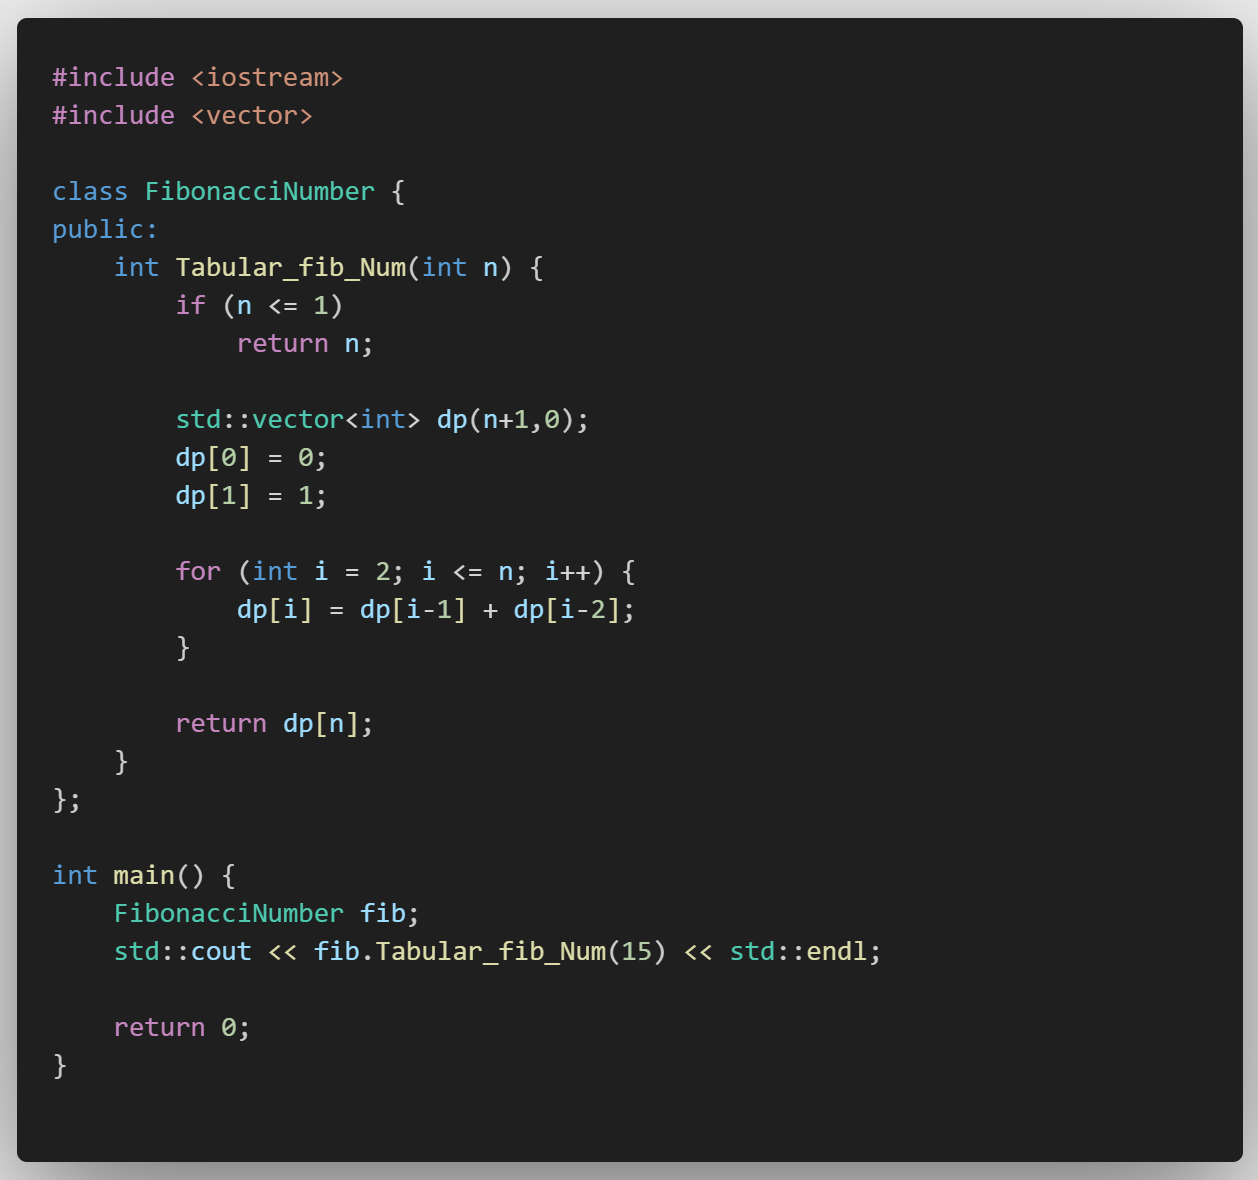 #include <iostream>
#include <vector>

class FibonacciNumber {
public:
    int Tabular_fib_Num(int n) {
        if (n <= 1)
            return n;

        std::vector<int> dp(n+1,0);
        dp[0] = 0;
        dp[1] = 1;

        for (int i = 2; i <= n; i++) {
            dp[i] = dp[i-1] + dp[i-2];
        }

        return dp[n];
    }
};

int main() {
    FibonacciNumber fib;
    std::cout << fib.Tabular_fib_Num(15) << std::endl;

    return 0;
}